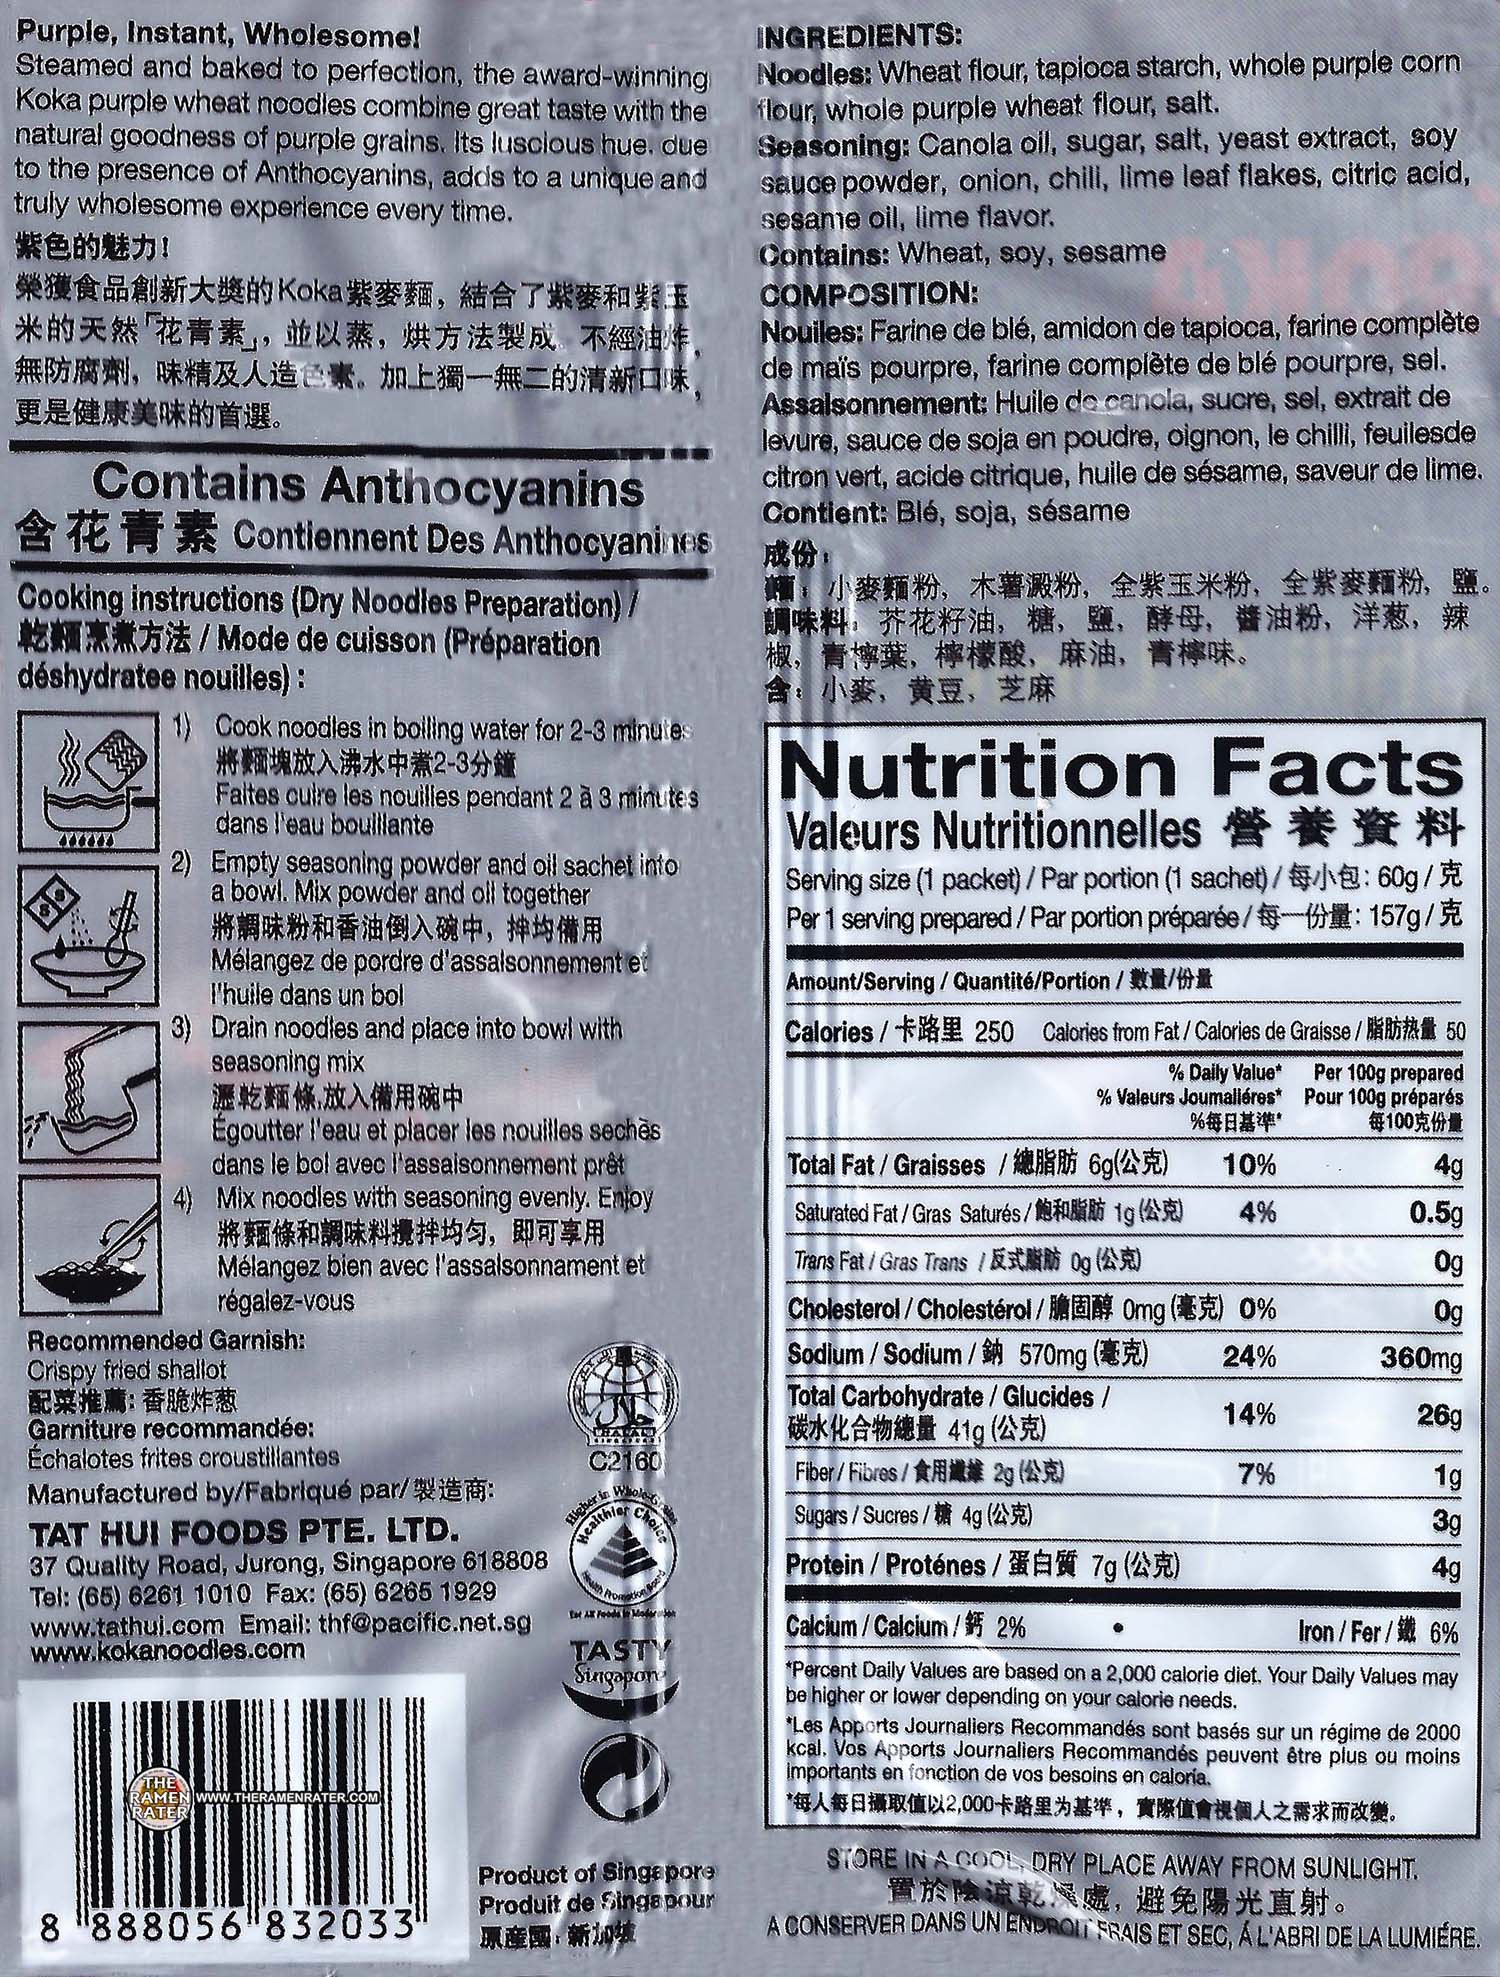 Purple, Instant, Wholesome!
Steamed and baked to perfection, the award-winning
Koka purple wheat noodles combine great taste with the
natural goodness of purple grains. Its luscious hue, due
to the presence of Anthocyanins, adds to a unique and
truly wholesome experience every time.
紫色的魅力!
榮獲食品創新大獎的Koka紫麥麵，結合了紫麥和紫玉
米的天然「花青素」，並以蒸，烘方法製成 不經油炸，
無防腐劑，味精及人造色素。加上獨一無二的清新口味，
更是健康美味的首選。
Contains Anthocyanins
含花青素 Contiennent Des Anthocyanines
Cooking instructions (Dry Noodles Preparation) /
乾麵烹煮方法 / Mode de cuisson (Préparation
déshydratee nouilles) :
1) Cook noodles in boiling water for 2-3 minutes
將麵塊放入沸水中煮2-3分鐘
Faites cuire les nouilles pendant 2 à 3 minutes
dans l'eau bouillante
2) Empty seasoning powder and oil sachet into
a bowl. Mix powder and oil together
將調味粉和香油倒入碗中，拌均備用
Mélangez de pordre d'assaisonnement et
l'huile dans un bol
3) Drain noodles and place into bowl with
seasoning mix
瀝乾麵條,放入備用碗中
Égoutter l'eau et placer les nouilles sechès
dans le bol avec l'assaisonnement prêt
4) Mix noodles with seasoning evenly. Enjoy
將麵條和調味料攪拌均匀，即可享用
Mélangez bien avec l'assaisonnament et
régalez-vous
Recommended Garnish:
Crispy fried shallot
配菜推薦: 香脆炸葱
Garniture recommandée:
Échalotes frites croustillantes
Manufactured by/Fabriqué par/製造商:
TAT HUI FOODS PTE. LTD.
37 Quality Road, Jurong, Singapore 618808
Tel: (65) 6261 1010 Fax: (65) 6265 1929
www.tathui.com Email: thf@pacific.net.sg
www.kokanoodles.com
HALAL
SINGAPORE
C2160
Higher in Whole-Grains
Healthier Choice
Health Promotion Board
Eat All Foods in Moderation
TASTY
Singapore
THE
RAMEN
RATER
WWW.THERAMENRATER.COM
8 888056 832033
Product of Singapore
Produit de Singapour
原産國：新加坡
INGREDIENTS:
Noodles: Wheat flour, tapioca starch, whole purple corn
flour, whole purple wheat flour, salt.
Seasoning: Canola oil, sugar, salt, yeast extract, soy
sauce powder, onion, chili, lime leaf flakes, citric acid,
sesame oil, lime flavor.
Contains: Wheat, soy, sesame
COMPOSITION:
Nouiles: Farine de blé, amidon de tapioca, farine complète
de maïs pourpre, farine complète de blé pourpre, sel.
Assaisonnement: Huile de canola, sucre, sel, extrait de
levure, sauce de soja en poudre, oignon, le chilli, feuilesde
citron vert, acide citrique, huile de sésame, saveur de lime.
Contient: Blé, soja, sésame
成份：
麵：小麥麵粉，木薯澱粉，全紫玉米粉，全紫麥麵粉，鹽。
調味料：芥花籽油，糖，鹽，酵母，醬油粉，洋葱，辣
椒，青檸葉，檸檬酸，麻油，青檸味。
含：小麥，黄豆，芝麻
Nutrition Facts
Valeurs Nutritionnelles 營養資料
Serving size (1 packet) / Par portion (1 sachet) / 每小包: 60g / 克
Per 1 serving prepared / Par portion préparée / 每一份量: 157g / 克
Amount/Serving / Quantité/Portion / 數量/份量
Calories / 卡路里 250 Calories from Fat / Calories de Graisse / 脂肪热量 50
% Daily Value* Per 100g prepared
% Valeurs Joumaliéres* Pour 100g préparés
%每日基準* 每100克份量
Total Fat / Graisses / 總脂肪 6g(公克) 10% 4g
Saturated Fat / Gras Saturés / 飽和脂肪 1g (公克) 4% 0.5g
Trans Fat / Gras Trans / 反式脂肪 0g (公克) 0g
Cholesterol / Cholestérol / 膽固醇 0mg (毫克) 0% 0g
Sodium / Sodium / 鈉 570mg (毫克) 24% 360mg
Total Carbohydrate / Glucides /
碳水化合物總量 41g (公克) 14% 26g
Fiber / Fibres / 食用纖維 2g (公克) 7% 1g
Sugars / Sucres / 糖 4g (公克) 3g
Protein / Proténes / 蛋白質 7g (公克) 4g
Calcium / Calcium / 鈣 2% • Iron / Fer / 鐵 6%
*Percent Daily Values are based on a 2,000 calorie diet. Your Daily Values may
be higher or lower depending on your calorie needs.
*Les Apports Journaliers Recommandés sont basés sur un régime de 2000
kcal. Vos Apports Journaliers Recommandés peuvent être plus ou moins
importants en fonction de vos besoins en caloría.
*每人每日攝取值以2,000卡路里为基準，實際值會視個人之需求而改變。
STORE IN A COOL, DRY PLACE AWAY FROM SUNLIGHT.
置於陰涼乾燥處，避免陽光直射。
A CONSERVER DANS UN ENDROIT FRAIS ET SEC, Á L'ABRI DE LA LUMIÉRE.